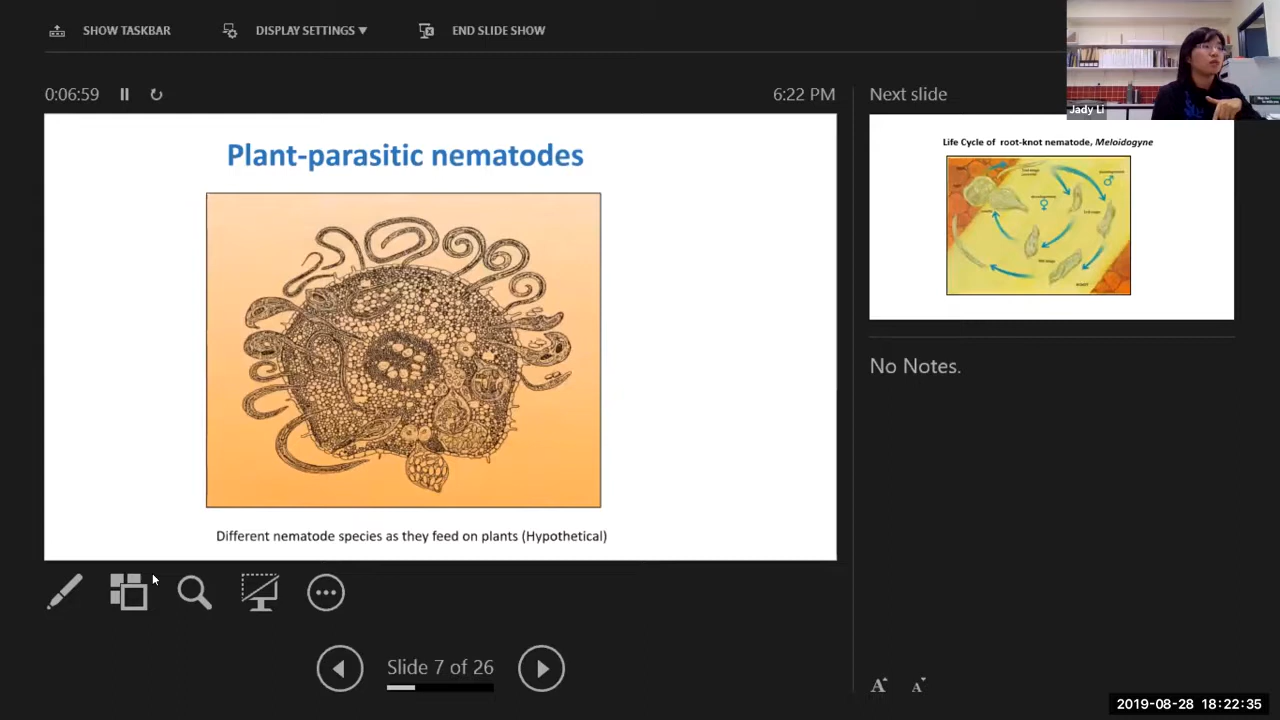 SHOW TASKBAR
DISPLAY SETTINGS ▼
END SLIDE SHOW
0:06:59
6:22 PM
Next slide
Jady Li
Plant-parasitic nematodes
Different nematode species as they feed on plants (Hypothetical)
Life Cycle of root-knot nematode, Meloidogyne
No Notes.
Slide 7 of 26
A A
2019-08-28 18:22:35